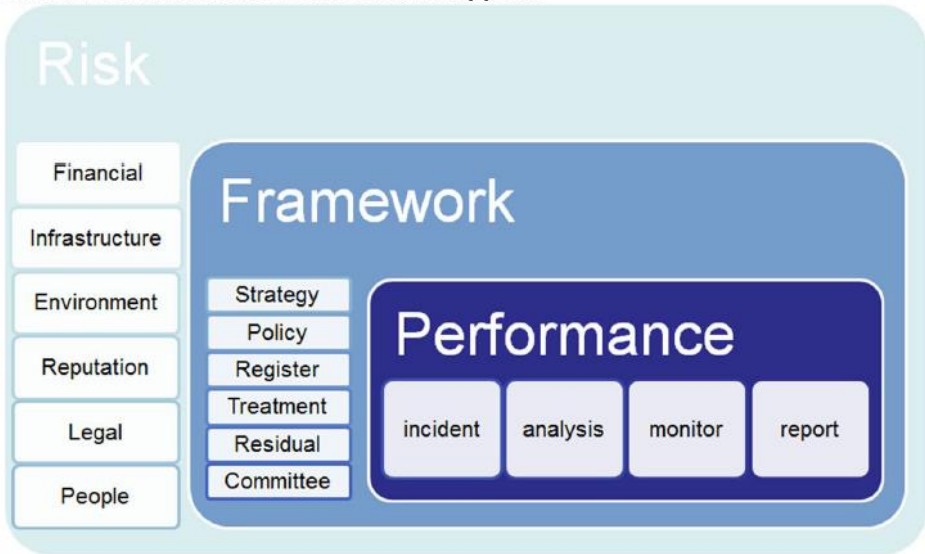 Risk
Financial
Infrastructure
Environment
Reputation
Legal
People
Framework
Strategy
Policy
Register
Treatment
Residual
Committee
Performance
incident
analysis
monitor
report